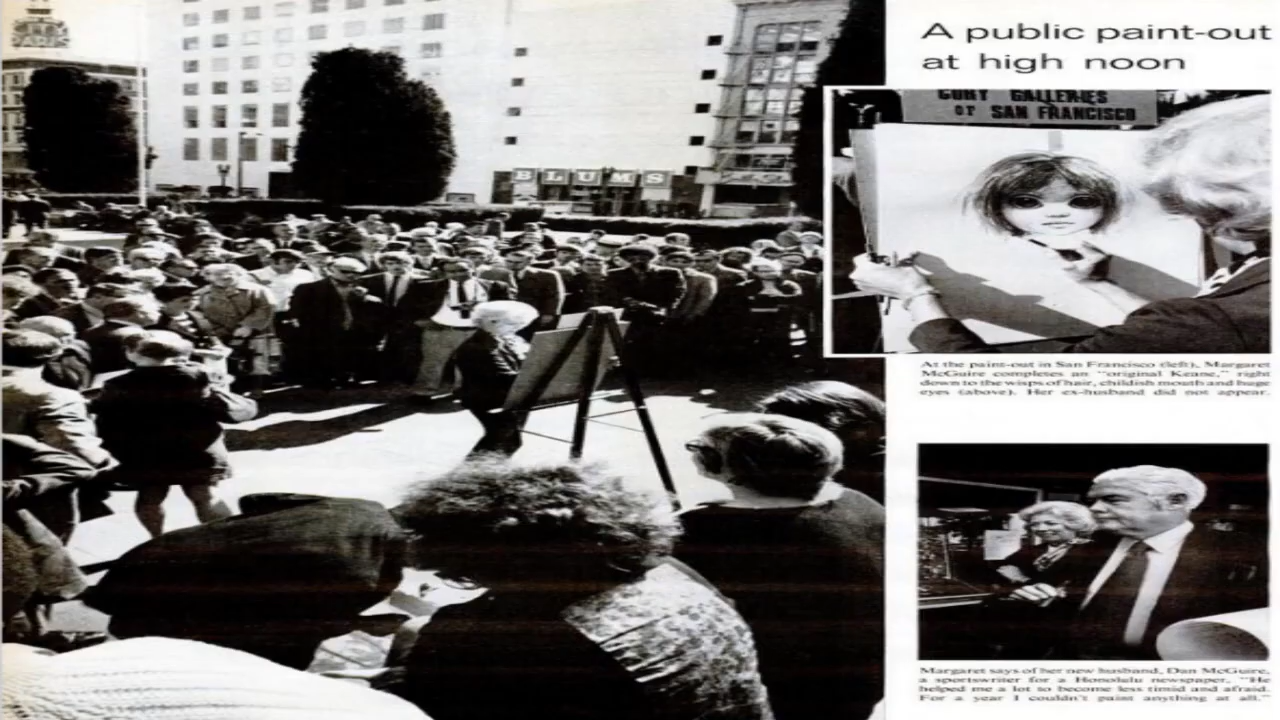 BLUMS
A public paint-out
at high noon
GURY GALLERIES
OF SAN FRANCISCO
At the paint-out in San Francisco (left), Margaret
McGuire completes an "original Keane," right
down to the wisps of hair, childish mouth and huge
eyes (above). Her ex-husband did not appear.
Margaret says of her new husband, Dan McGuire,
a sportswriter for a Honolulu newspaper, "He
helped me a lot to become less timid and afraid.
For a year I couldn't paint anything at all."